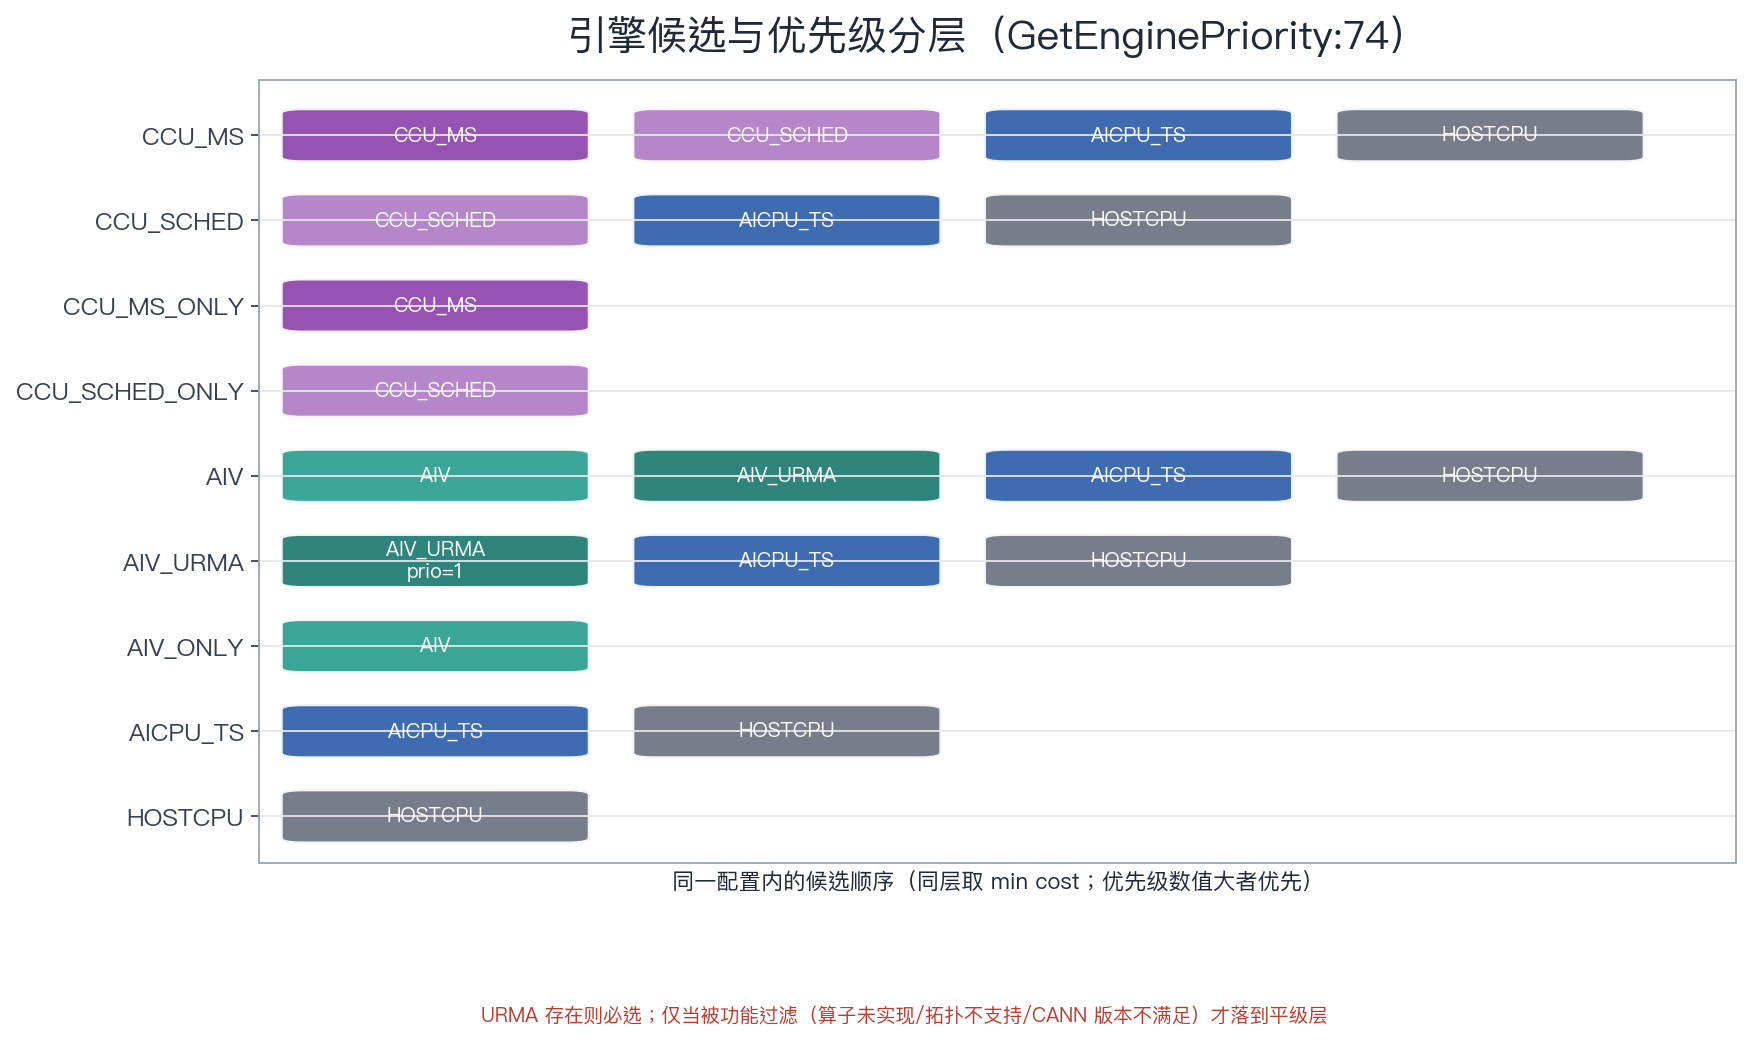 引擎候选与优先级分层（GetEnginePriority:74）
CCU_MS CCU_MS CCU_SCHED AICPU_TS HOSTCPU
CCU_SCHED CCU_SCHED AICPU_TS HOSTCPU
CCU_MS_ONLY CCU_MS
CCU_SCHED_ONLY CCU_SCHED
AIV AIV AIV_URMA AICPU_TS HOSTCPU
AIV_URMA AIV_URMA AICPU_TS HOSTCPU
prio=1
AIV_ONLY AIV
AICPU_TS AICPU_TS HOSTCPU
HOSTCPU HOSTCPU
同一配置内的候选顺序（同层取 min cost；优先级数值大者优先）
URMA 存在则必选；仅当被功能过滤（算子未实现/拓扑不支持/CANN 版本不满足）才落到平级层